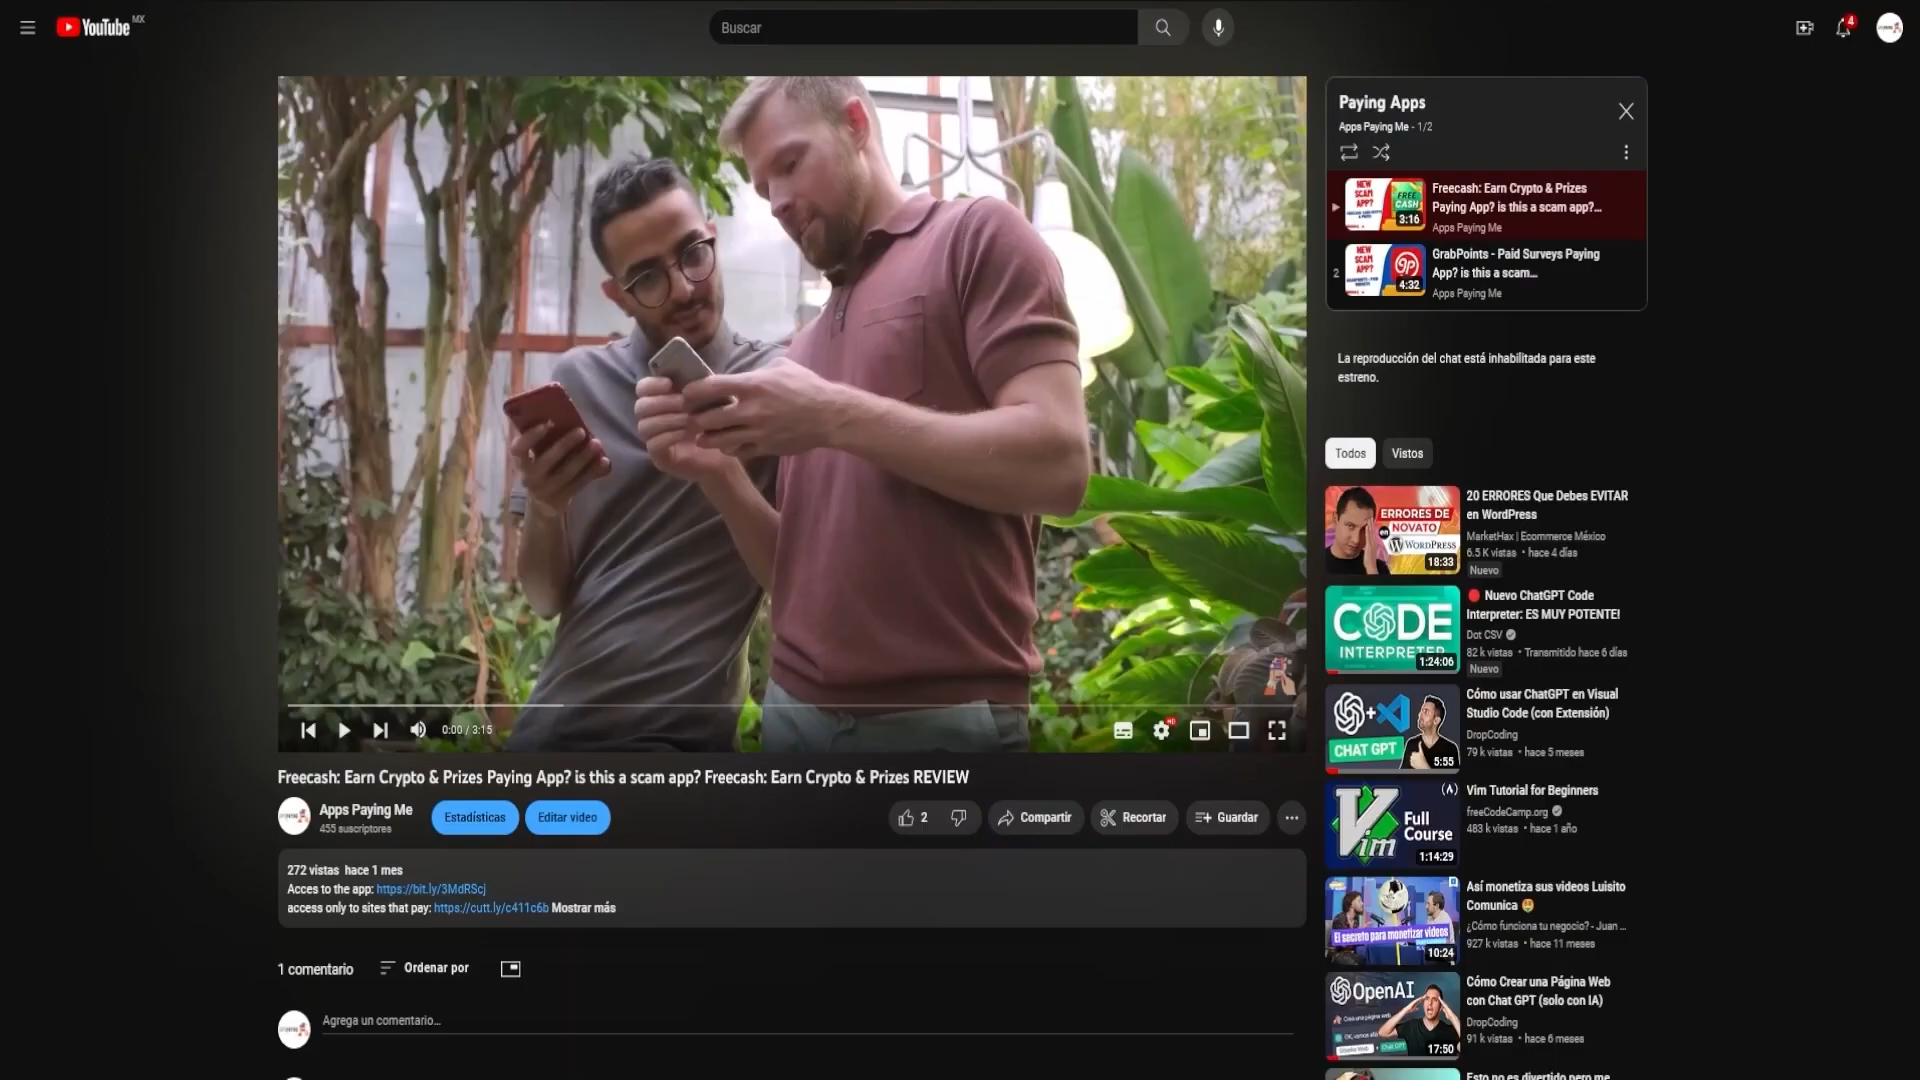 YouTube MX
Buscar
4
Paying Apps
Apps Paying Me - 1/2
NEW
SCAM
APP?
FREE
CASH
3:16
Freecash: Earn Crypto & Prizes
Paying App? is this a scam app?...
Apps Paying Me
2
NEW
SCAM
APP?
gp
4:32
GrabPoints - Paid Surveys Paying
App? is this a scam...
Apps Paying Me
La reproducción del chat está inhabilitada para este
estreno.
Todos
Vistos
ERRORES DE
NOVATO
en
WORDPRESS
18:33
20 ERRORES Que Debes EVITAR
en WordPress
MarketHax | Ecommerce México
6.5 K vistas • hace 4 días
Nuevo
CODE
INTERPRETER
1:24:06
Nuevo ChatGPT Code
Interpreter: ES MUY POTENTE!
Dot CSV
82 k vistas • Transmitido hace 6 días
Nuevo
+
CHAT GPT
5:55
Cómo usar ChatGPT en Visual
Studio Code (con Extensión)
DropCoding
79 k vistas • hace 5 meses
Vim
Full
Course
1:14:29
Vim Tutorial for Beginners
freeCodeCamp.org
483 k vistas • hace 1 año
El secreto para monetizar videos
10:24
Así monetiza sus videos Luisito
Comunica
¿Cómo funciona tu negocio? - Juan ...
927 k vistas • hace 11 meses
OpenAI
17:50
Cómo Crear una Página Web
con Chat GPT (solo con IA)
DropCoding
91 k vistas • hace 6 meses
Esto no es divertido pero me
0:00 / 3:15
HD
Freecash: Earn Crypto & Prizes Paying App? is this a scam app? Freecash: Earn Crypto & Prizes REVIEW
Apps Paying Me
455 suscriptores
Estadísticas
Editar video
2
Compartir
Recortar
Guardar
272 vistas hace 1 mes
Acces to the app: https://bit.ly/3MdRScj
access only to sites that pay: https://cutt.ly/c411c6b Mostrar más
1 comentario
Ordenar por
Agrega un comentario...